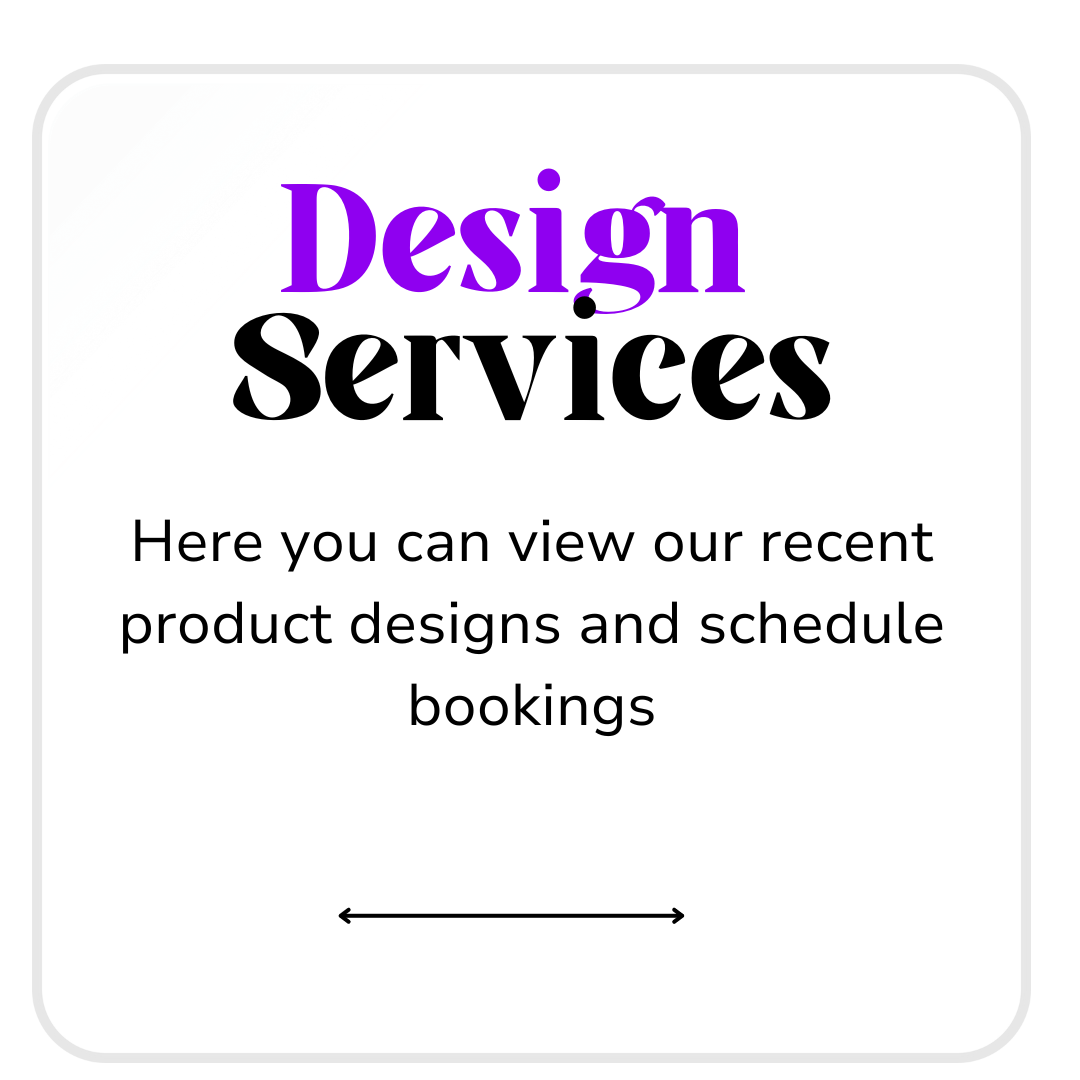 Design
Services
Here you can view our recent
product designs and schedule
bookings